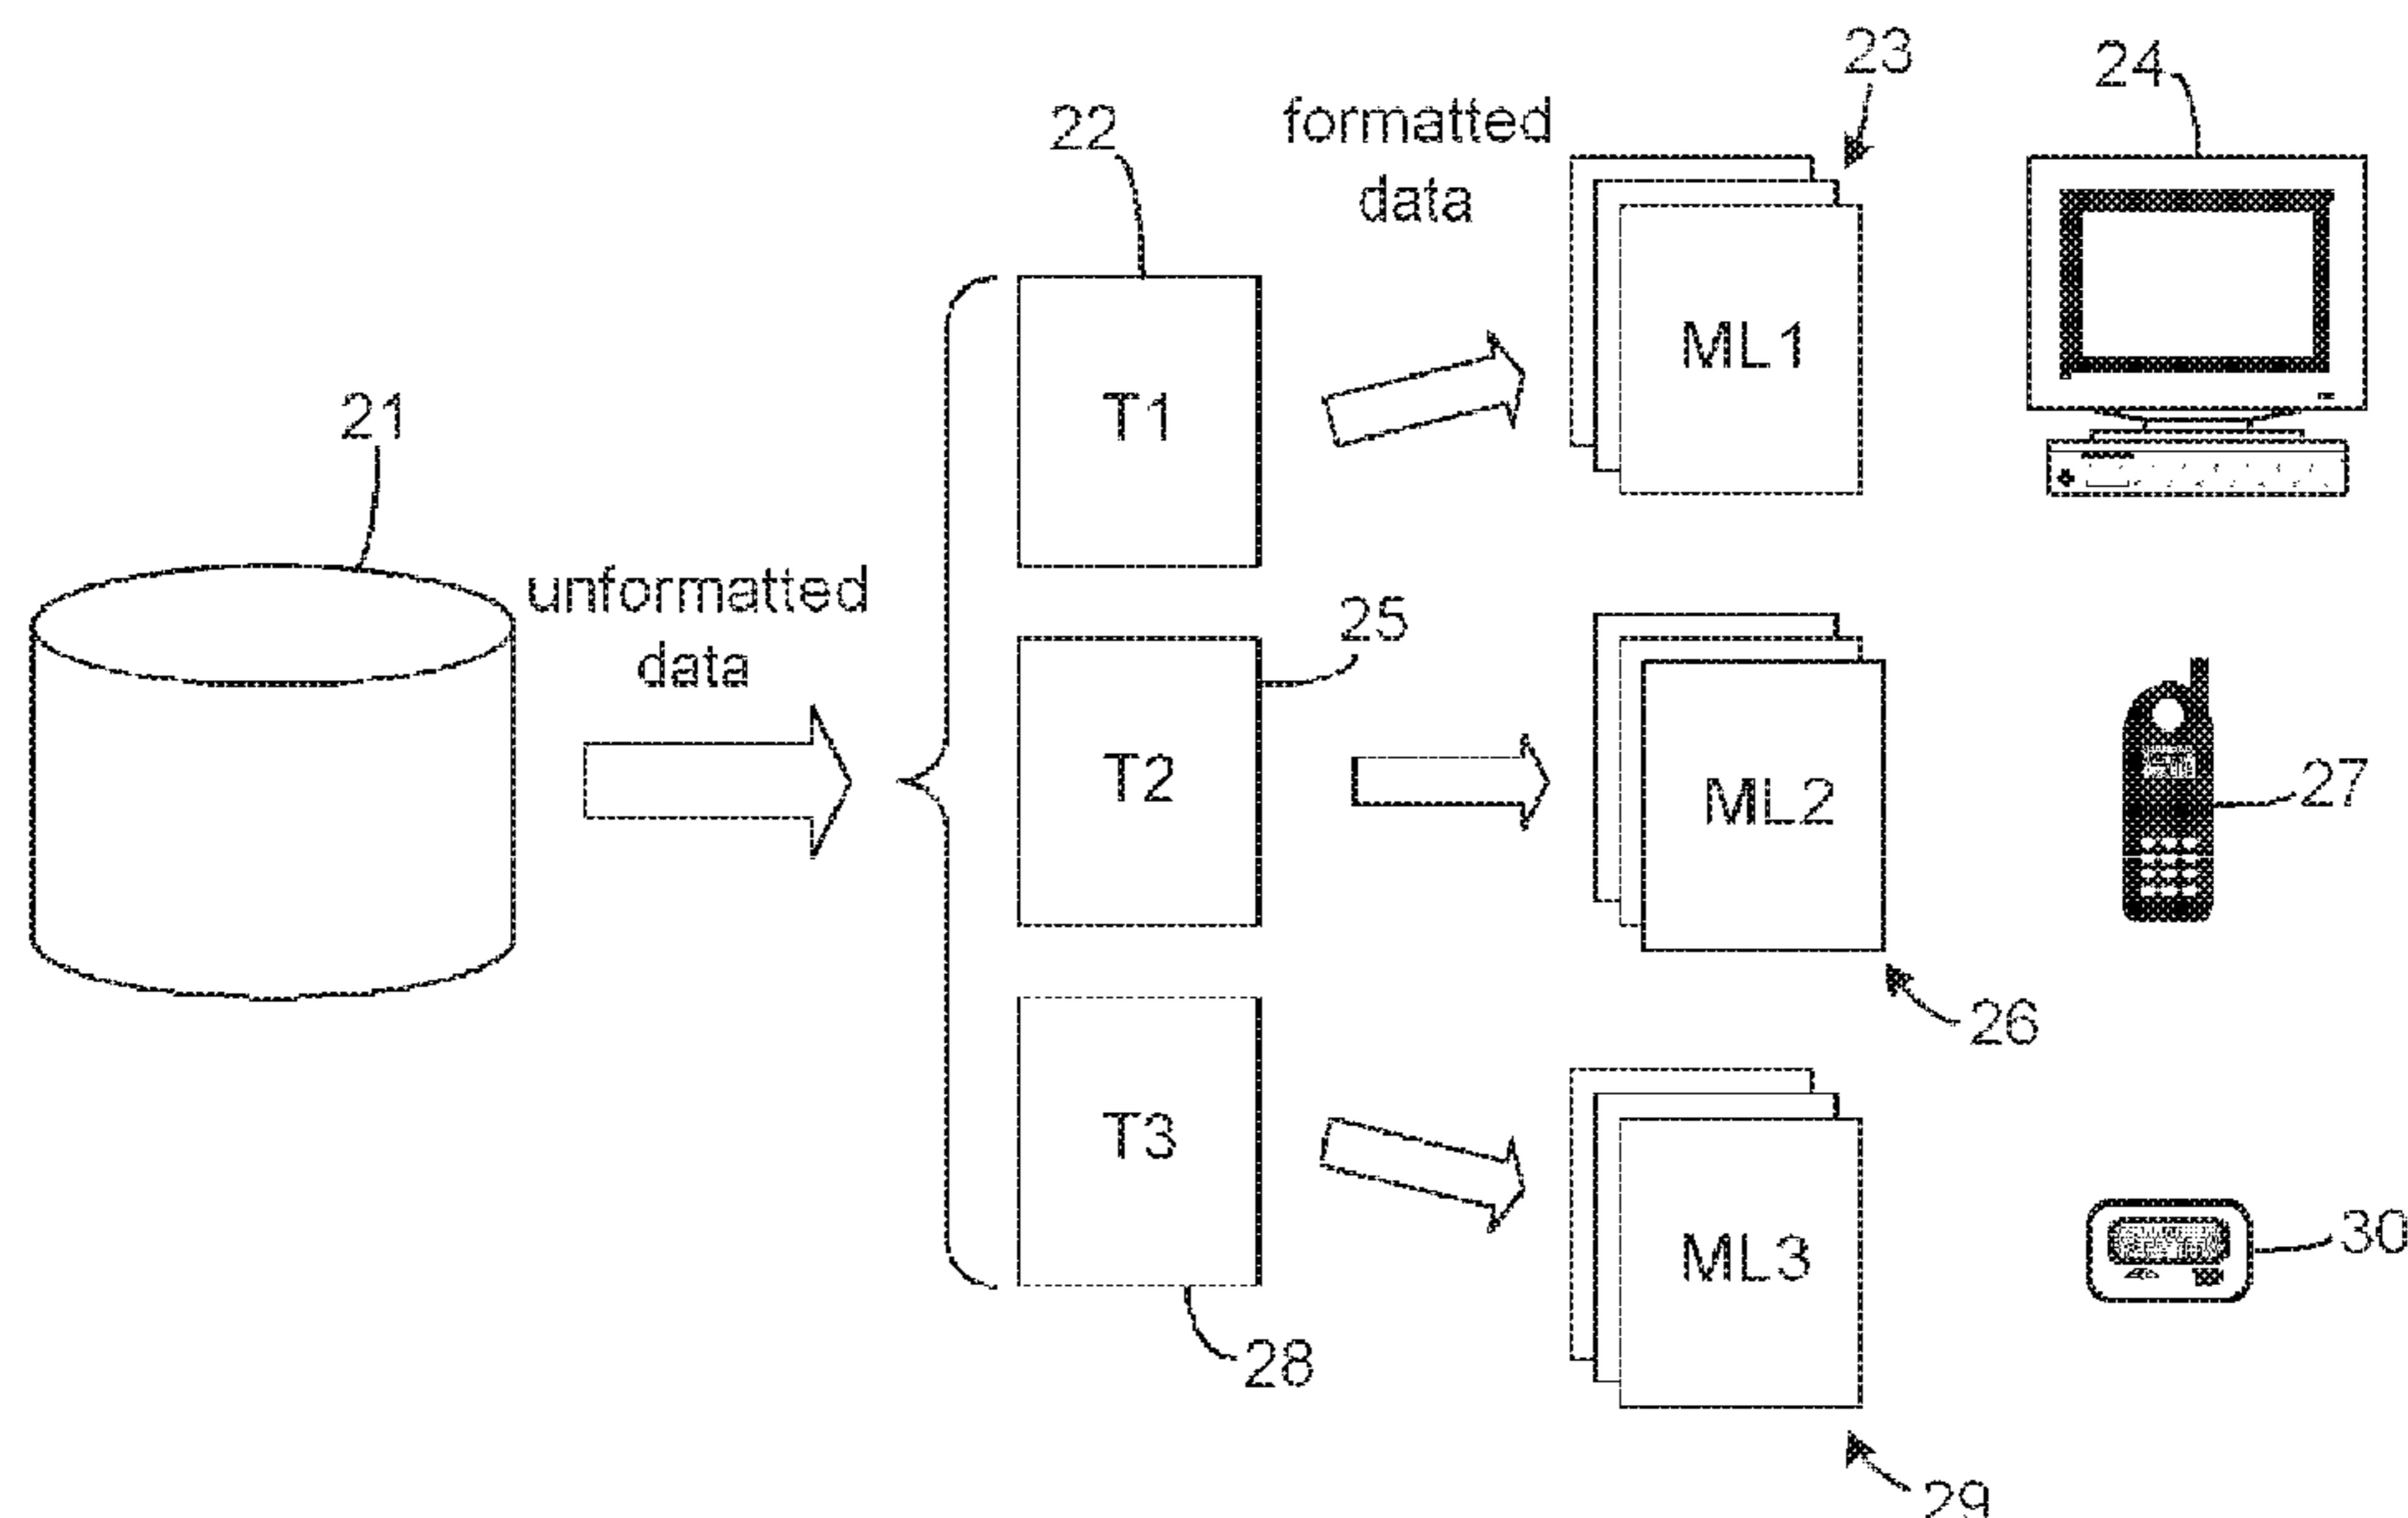 23
24
22
formatted
data
ML1
T1
21
unformatted
data
25
T2
ML2
27
26
T3
ML3
30
28
29